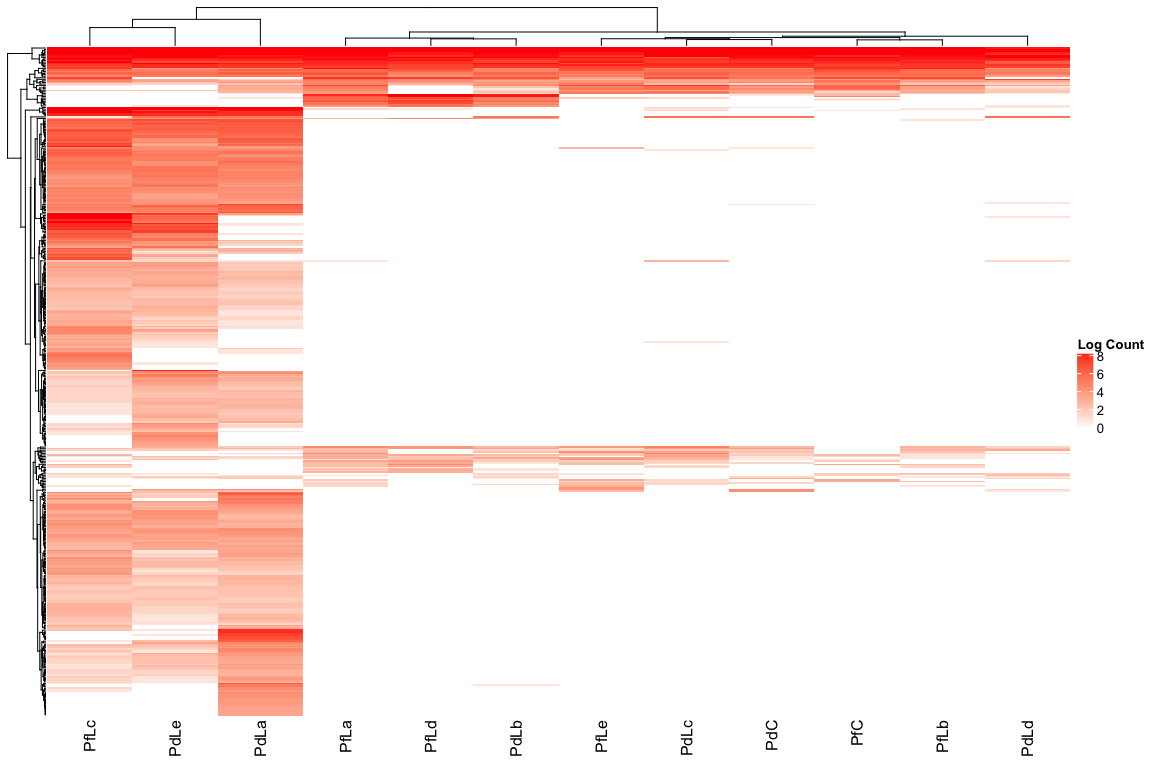 Log Count
8
6
4
2
0
PfLc
PdLe
PdLa
PfLa
PfLd
PdLb
PfLe
PdLc
PdC
PfC
PfLb
PdLd